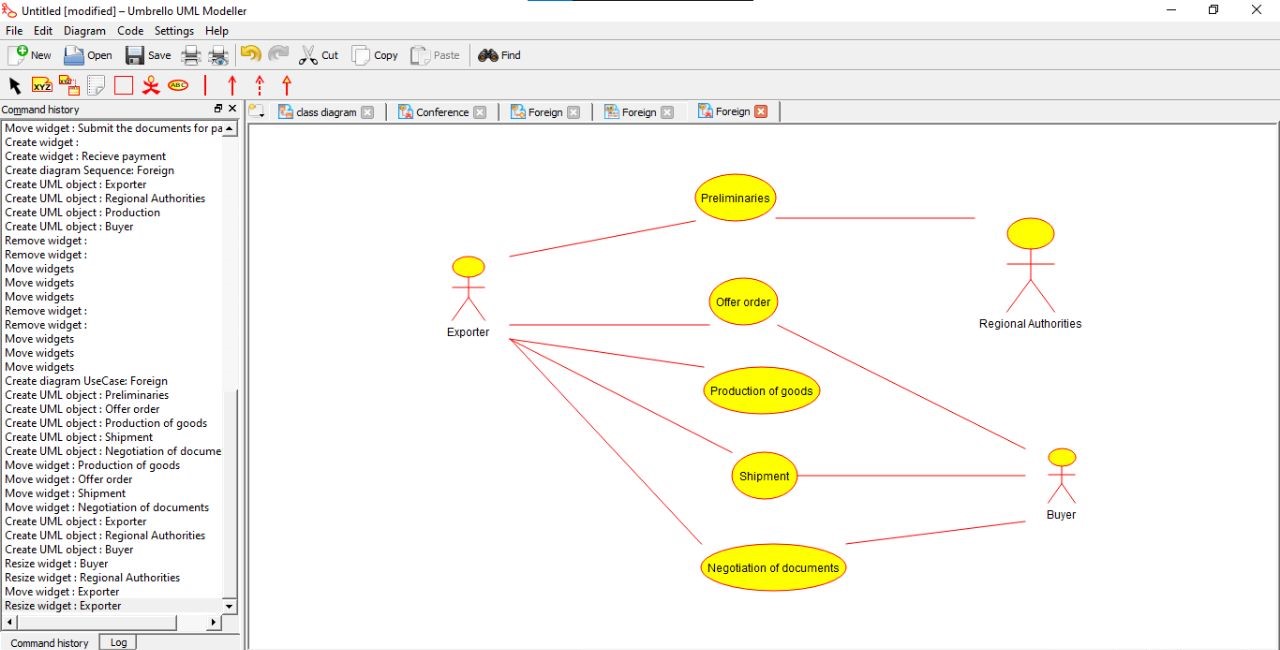 Untitled [modified] – Umbrello UML Modeller
File Edit Diagram Code Settings Help
New Open Save Cut Copy Paste Find
XYZ ABC
Command history
class diagram Conference Foreign Foreign Foreign
Move widget : Submit the documents for pa
Create widget :
Create widget : Recieve payment
Create diagram Sequence: Foreign
Create UML object : Exporter
Create UML object : Regional Authorities
Create UML object : Production
Create UML object : Buyer
Remove widget :
Remove widget :
Move widgets
Move widgets
Move widgets
Remove widget :
Remove widget :
Move widgets
Move widgets
Move widgets
Create diagram UseCase: Foreign
Create UML object : Preliminaries
Create UML object : Offer order
Create UML object : Production of goods
Create UML object : Shipment
Create UML object : Negotiation of docume
Move widget : Production of goods
Move widget : Offer order
Move widget : Shipment
Move widget : Negotiation of documents
Create UML object : Exporter
Create UML object : Regional Authorities
Create UML object : Buyer
Resize widget : Buyer
Resize widget : Regional Authorities
Move widget : Exporter
Resize widget : Exporter
Command history Log
Preliminaries
Exporter
Offer order
Regional Authorities
Production of goods
Shipment
Buyer
Negotiation of documents